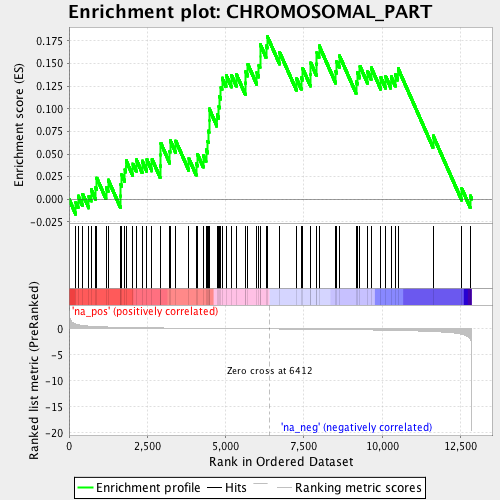 Enrichment plot: CHROMOSOMAL_PART
Enrichment score (ES)
0.175
0.150
0.125
0.100
0.075
0.050
0.025
0.000
-0.025
'na_pos' (positively correlated)
Ranked list metric (PreRanked)
0
-5
-10
-15
-20
Zero cross at 6412
'na_neg' (negatively correlated)
0
2,500
5,000
7,500
10,000
12,500
Rank in Ordered Dataset
Enrichment profile
Hits
Ranking metric scores